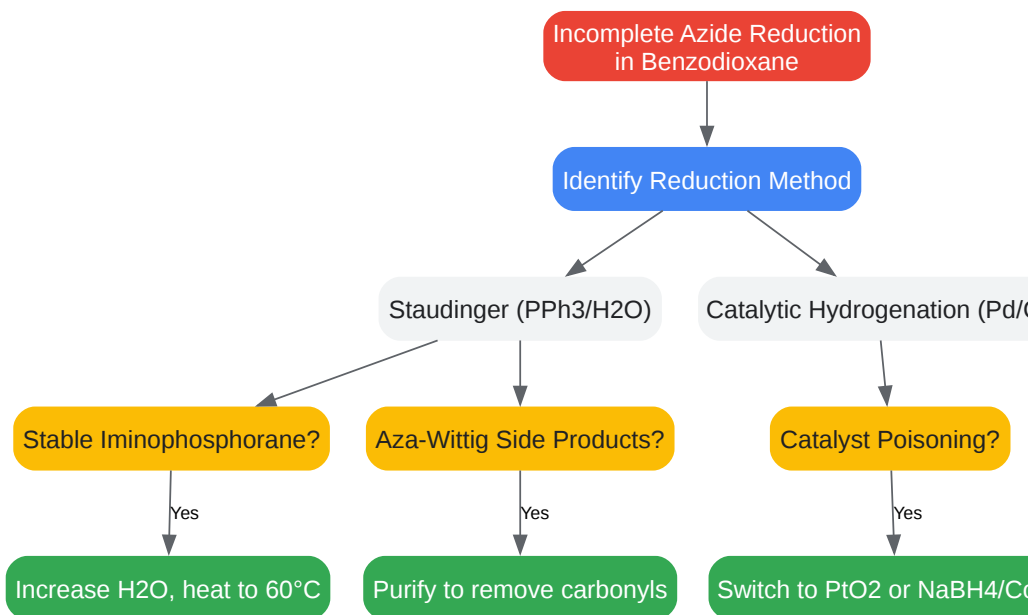 Incomplete Azide Reduction
in Benzodioxane
Identify Reduction Method
Staudinger (PPh3/H2O)
Catalytic Hydrogenation (Pd/
Stable Iminophosphorane?
Aza-Wittig Side Products?
Catalyst Poisoning?
Yes
Yes
Yes
Increase H2O, heat to 60°C
Purify to remove carbonyls
Switch to PtO2 or NaBH4/